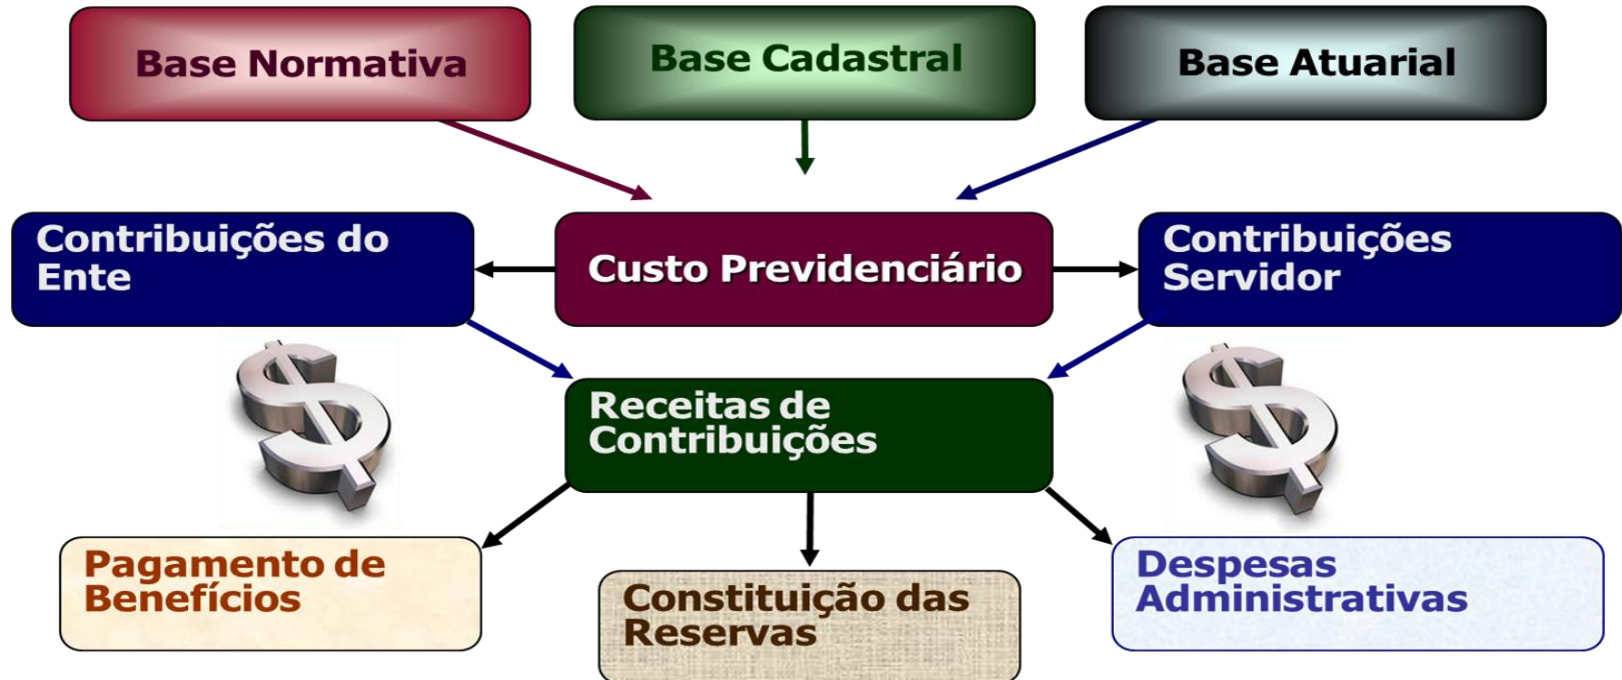 Base Normativa
Base Cadastral
Base Atuarial
Contribuições do
Ente
Custo Previdenciário
Contribuições
Servidor
Receitas de
Contribuições
Pagamento de
Benefícios
Constituição das
Reservas
Despesas
Administrativas